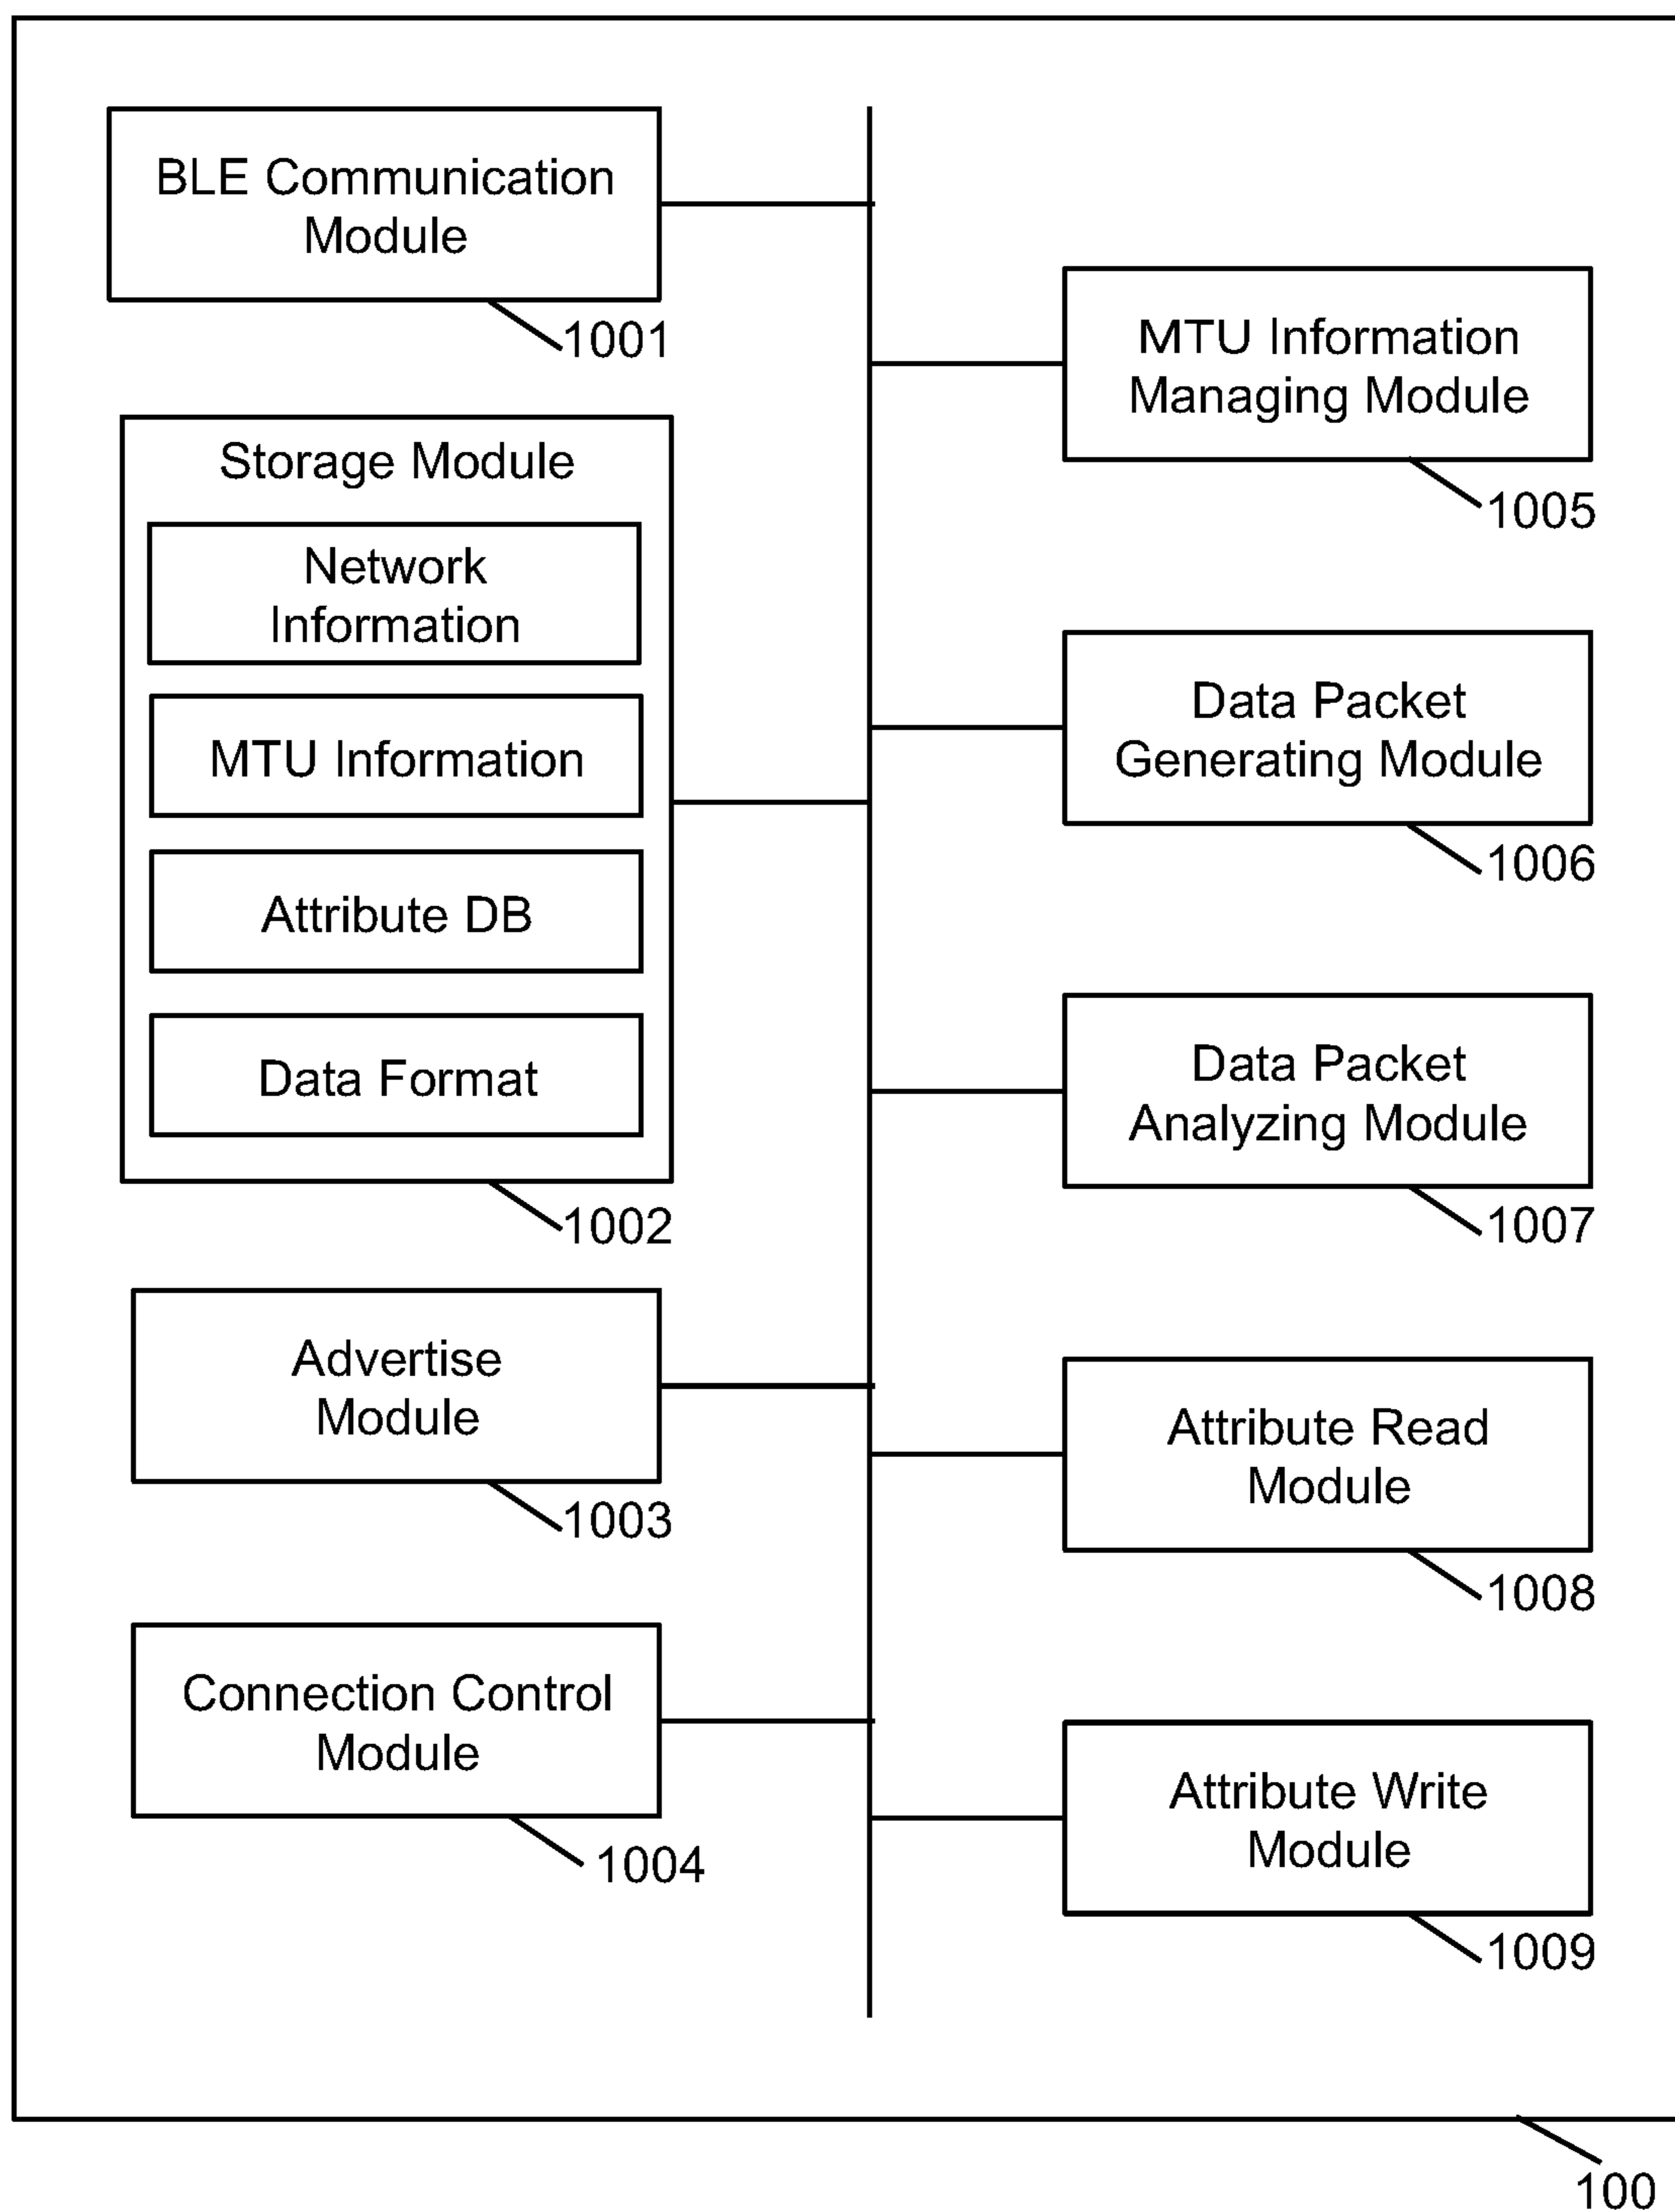 BLE Communication
Module
1001
Storage Module
Network
Information
MTU Information
Attribute DB
Data Format
1002
Advertise
Module
1003
Connection Control
Module
1004
MTU Information
Managing Module
1005
Data Packet
Generating Module
1006
Data Packet
Analyzing Module
1007
Attribute Read
Module
1008
Attribute Write
Module
1009
100